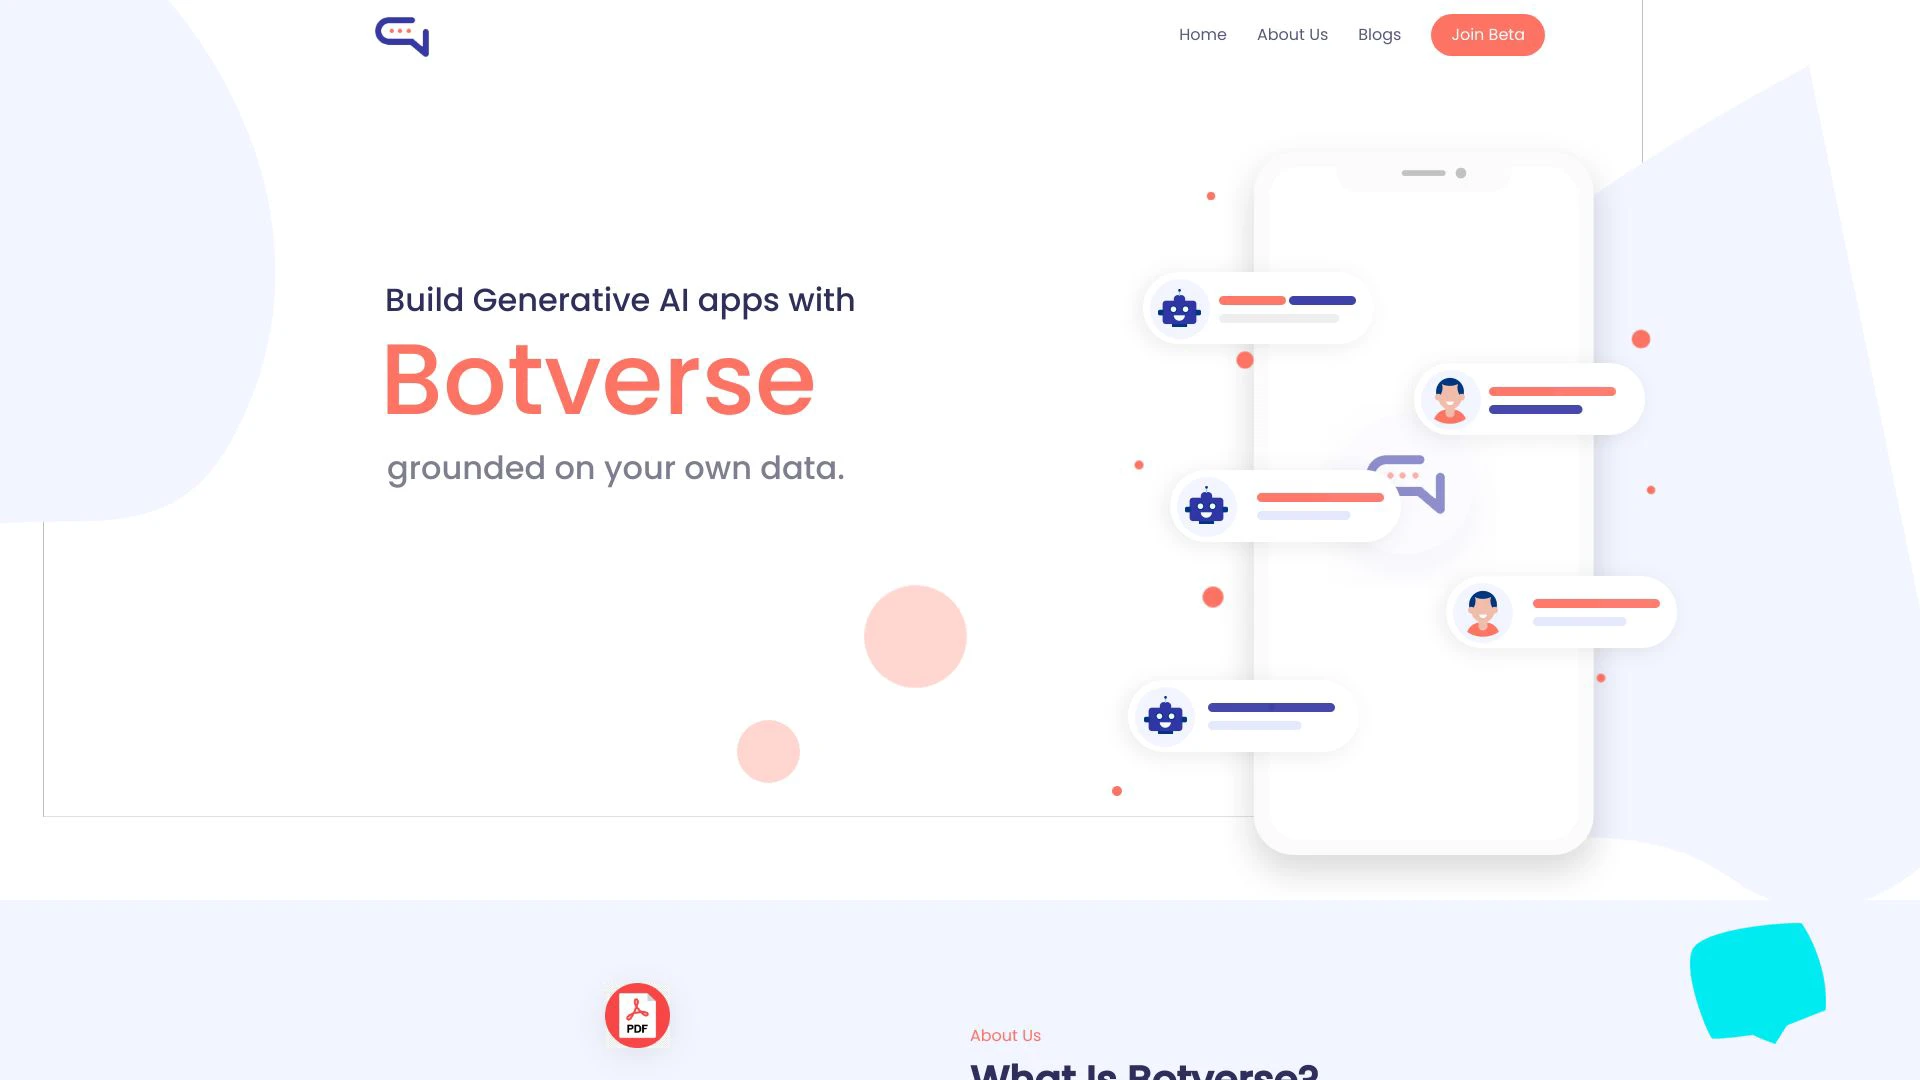 Home
About Us
Blogs
Join Beta
Build Generative AI apps with
Botverse
grounded on your own data.
PDF
About Us
What Is Botverse?